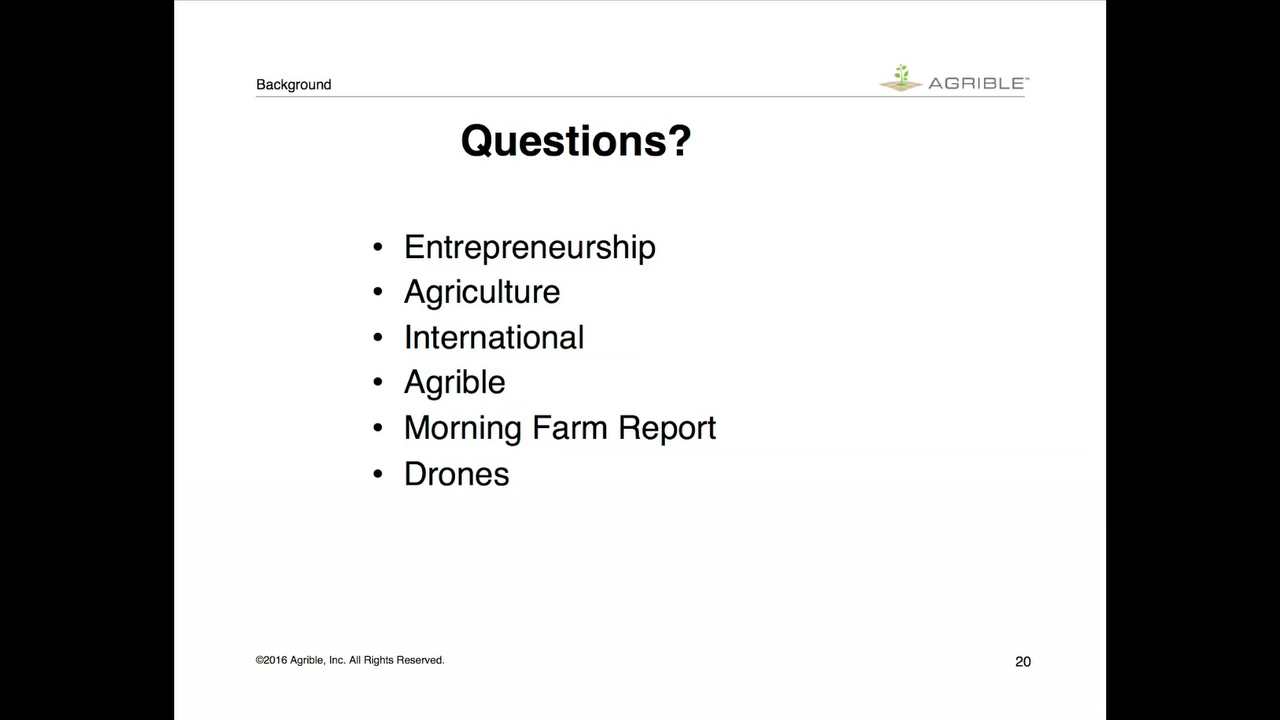 Background
AGRIBLE™
Questions?
• Entrepreneurship
• Agriculture
• International
• Agrible
• Morning Farm Report
• Drones
©2016 Agrible, Inc. All Rights Reserved.
20